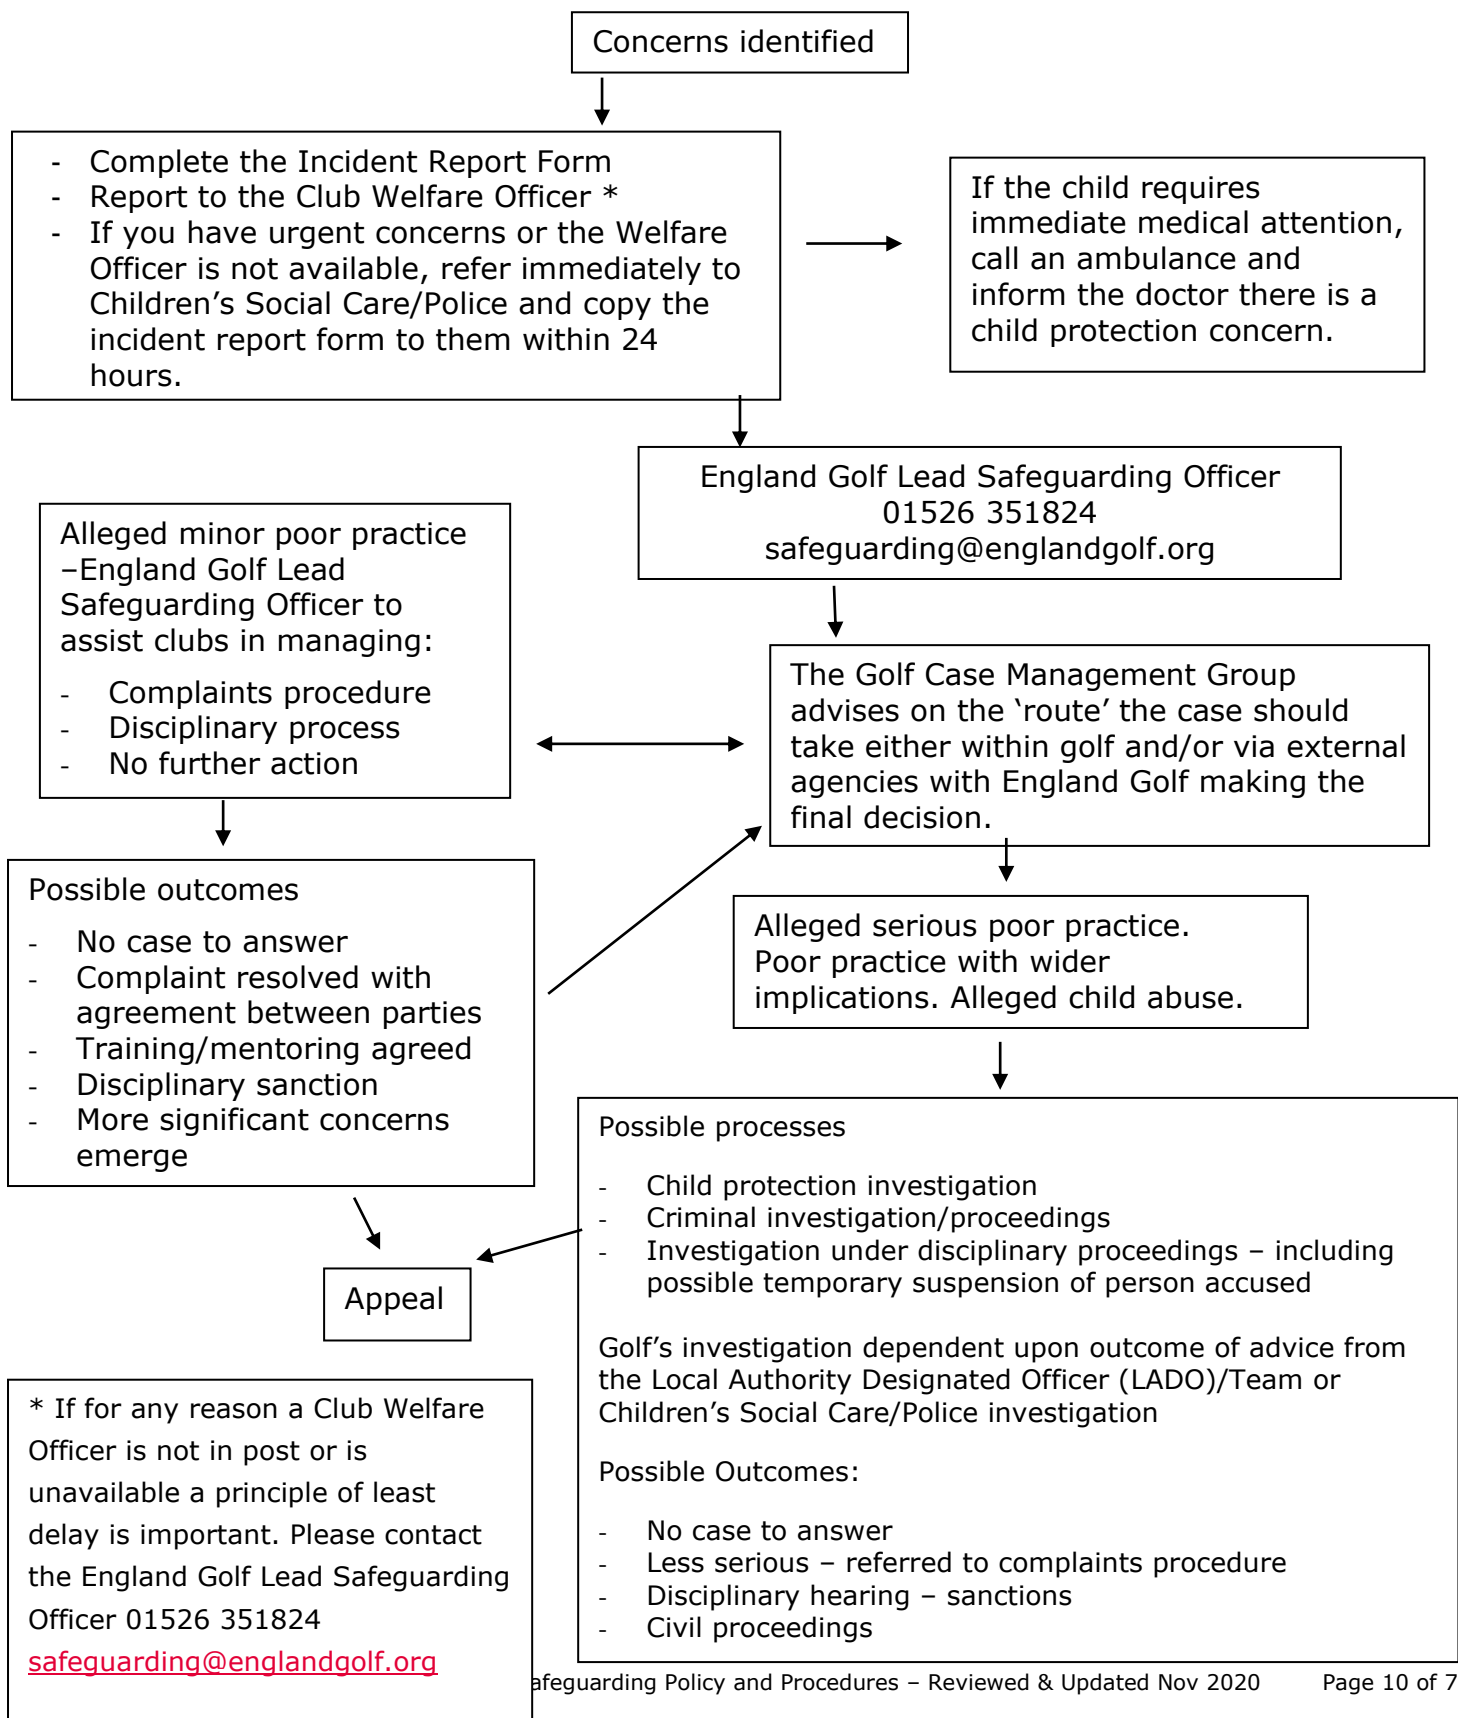 Concerns identified
- Complete the Incident Report Form
- Report to the Club Welfare Officer *
- If you have urgent concerns or the Welfare
Officer is not available, refer immediately to
Children’s Social Care/Police and copy the
incident report form to them within 24
hours.
If the child requires
immediate medical attention,
call an ambulance and
inform the doctor there is a
child protection concern.
England Golf Lead Safeguarding Officer
01526 351824
safeguarding@englandgolf.org
Alleged minor poor practice
–England Golf Lead
Safeguarding Officer to
assist clubs in managing:
- Complaints procedure
- Disciplinary process
- No further action
The Golf Case Management Group
advises on the ‘route’ the case should
take either within golf and/or via external
agencies with England Golf making the
final decision.
Possible outcomes
- No case to answer
- Complaint resolved with
agreement between parties
- Training/mentoring agreed
- Disciplinary sanction
- More significant concerns
emerge
Alleged serious poor practice.
Poor practice with wider
implications. Alleged child abuse.
Possible processes
- Child protection investigation
- Criminal investigation/proceedings
- Investigation under disciplinary proceedings – including
possible temporary suspension of person accused
Golf’s investigation dependent upon outcome of advice from
the Local Authority Designated Officer (LADO)/Team or
Children’s Social Care/Police investigation
Possible Outcomes:
- No case to answer
- Less serious – referred to complaints procedure
- Disciplinary hearing – sanctions
- Civil proceedings
Appeal
* If for any reason a Club Welfare
Officer is not in post or is
unavailable a principle of least
delay is important. Please contact
the England Golf Lead Safeguarding
Officer 01526 351824
safeguarding@englandgolf.org
afeguarding Policy and Procedures – Reviewed & Updated Nov 2020 Page 10 of 7